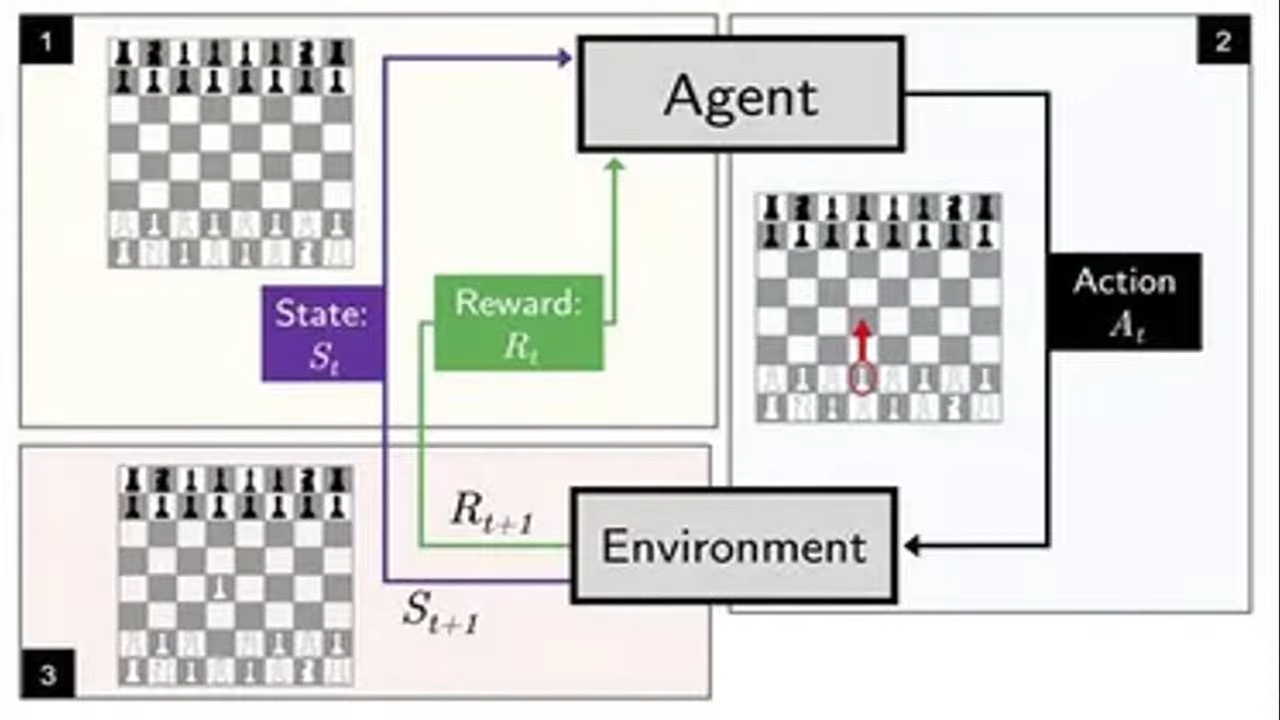 1
2
Agent
State:
S_t
Reward:
R_t
Action
A_t
R_{t+1}
Environment
S_{t+1}
3